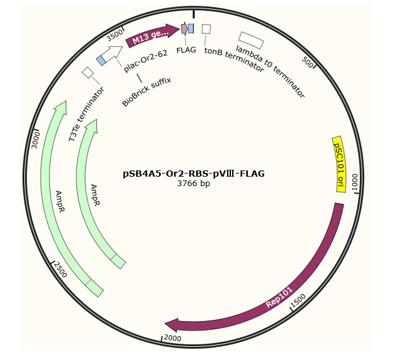 3500
M13 ge...
FLAG
tonB terminator
lambda t0 terminator
plac-Or2-62
BioBrick suffix
T3Te terminator
500
3000
pSB4A5-Or2-RBS-pVⅢ-FLAG
3766 bp
pSC101 ori
1000
AmpR
AmpR
2500
Rep101
1500
2000